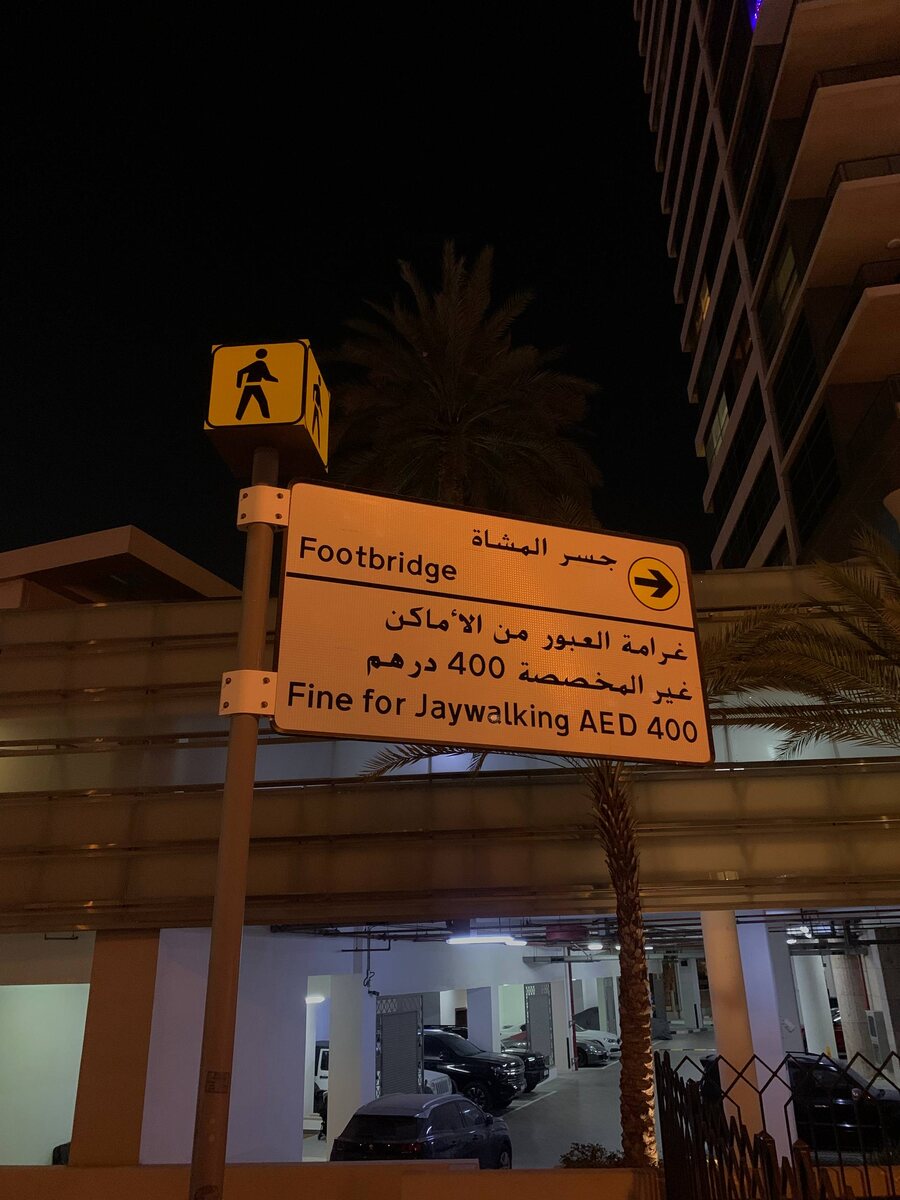 جسر المشاة
Footbridge
غرامة العبور من الأماكن
غير المخصصة 400 درهم
Fine for Jaywalking AED 400